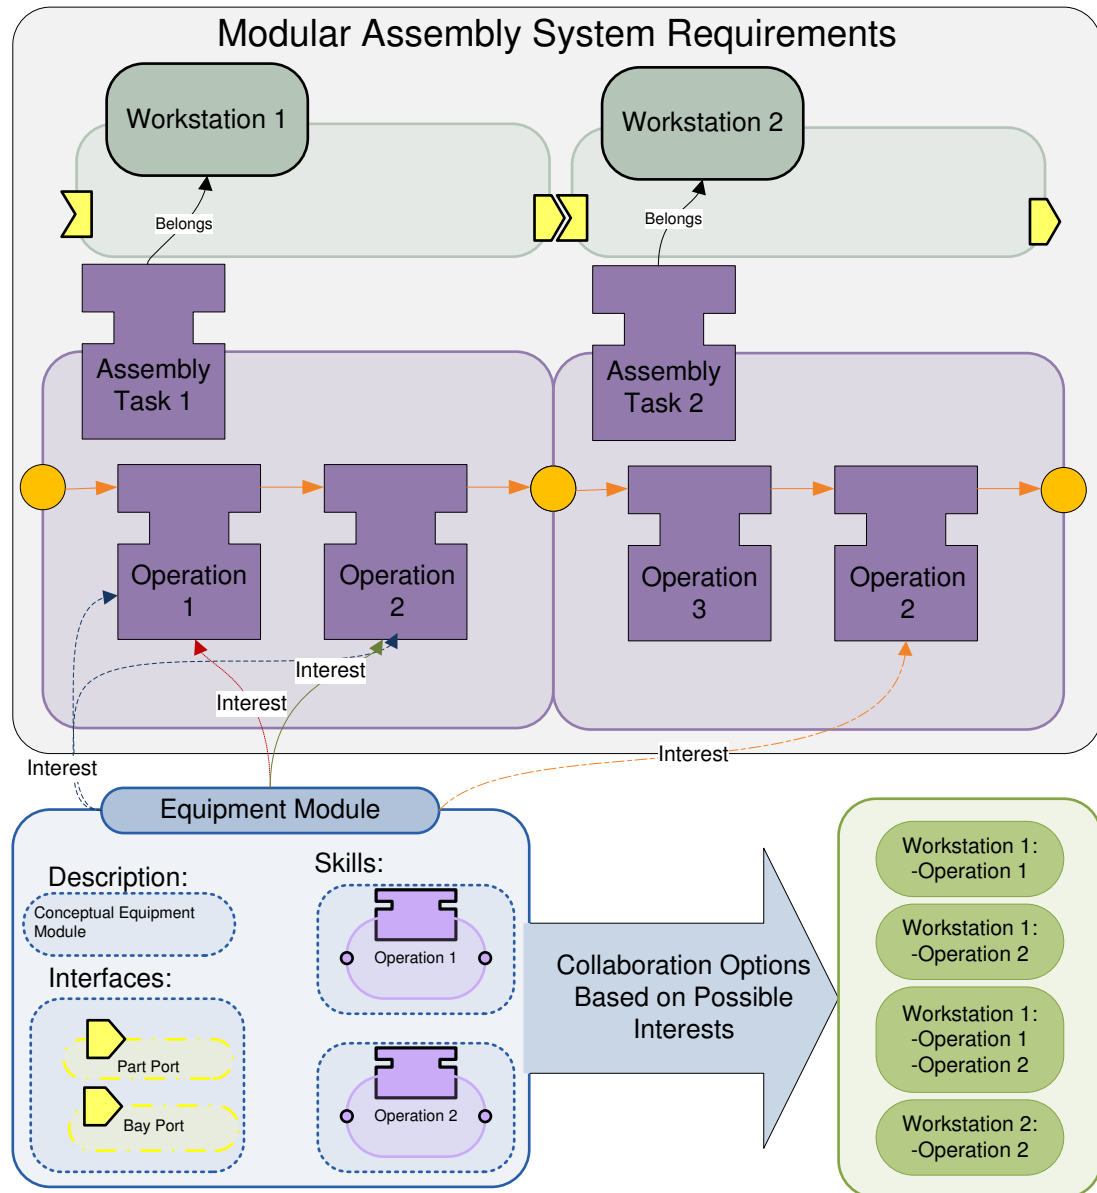 Modular Assembly System Requirements
Workstation 1
Workstation 2
Belongs
Belongs
Assembly
Task 1
Assembly
Task 2
Operation
1
Operation
2
Operation
3
Operation
2
Interest
Interest
Interest
Interest
Equipment Module
Description:
Conceptual Equipment
Module
Interfaces:
Part Port
Bay Port
Skills:
Operation 1
Operation 2
Collaboration Options
Based on Possible
Interests
Workstation 1:
-Operation 1
Workstation 1:
-Operation 2
Workstation 1:
-Operation 1
-Operation 2
Workstation 2:
-Operation 2